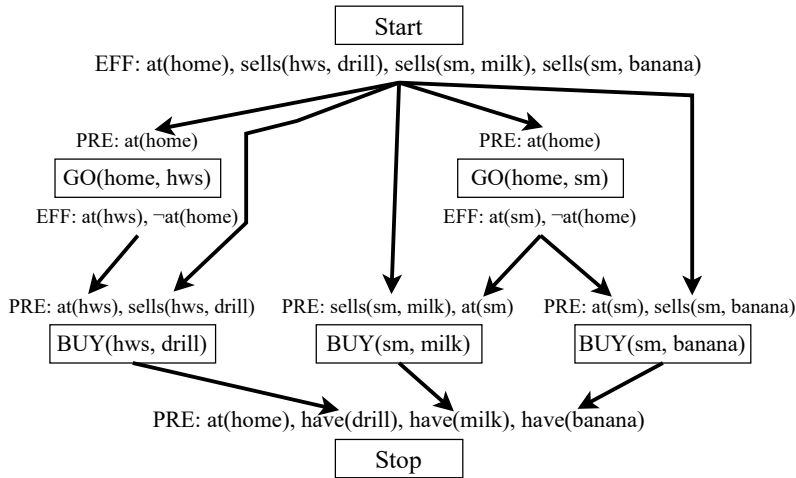 Start
EFF: at(home), sells(hws, drill), sells(sm, milk), sells(sm, banana)
PRE: at(home)
GO(home, hws)
EFF: at(hws), ¬at(home)
PRE: at(home)
GO(home, sm)
EFF: at(sm), ¬at(home)
PRE: at(hws), sells(hws, drill)
BUY(hws, drill)
PRE: sells(sm, milk), at(sm)
BUY(sm, milk)
PRE: at(sm), sells(sm, banana)
BUY(sm, banana)
PRE: at(home), have(drill), have(milk), have(banana)
Stop